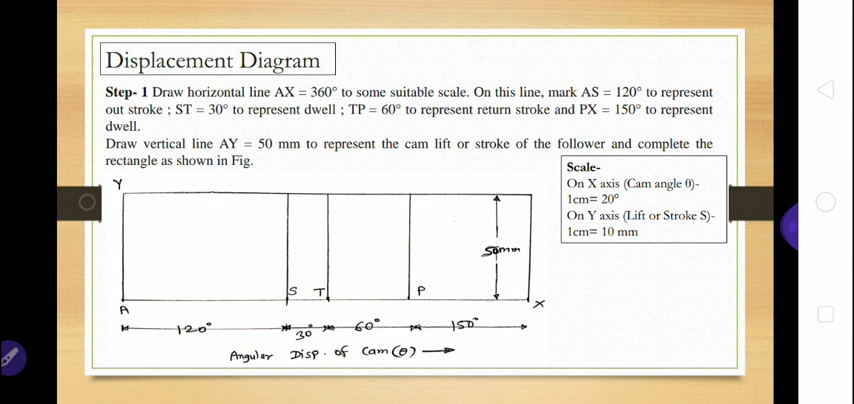 Displacement Diagram
Step- 1 Draw horizontal line AX = 360° to some suitable scale. On this line, mark AS = 120° to represent
out stroke ; ST = 30° to represent dwell ; TP = 60° to represent return stroke and PX = 150° to represent
dwell.
Draw vertical line AY = 50 mm to represent the cam lift or stroke of the follower and complete the
rectangle as shown in Fig.
Scale-
On X axis (Cam angle θ)-
1cm= 20°
On Y axis (Lift or Stroke S)-
1cm= 10 mm
Y
50mm
S T P
A X
120° 30° 60° 150°
Angular Disp. of Cam (θ)